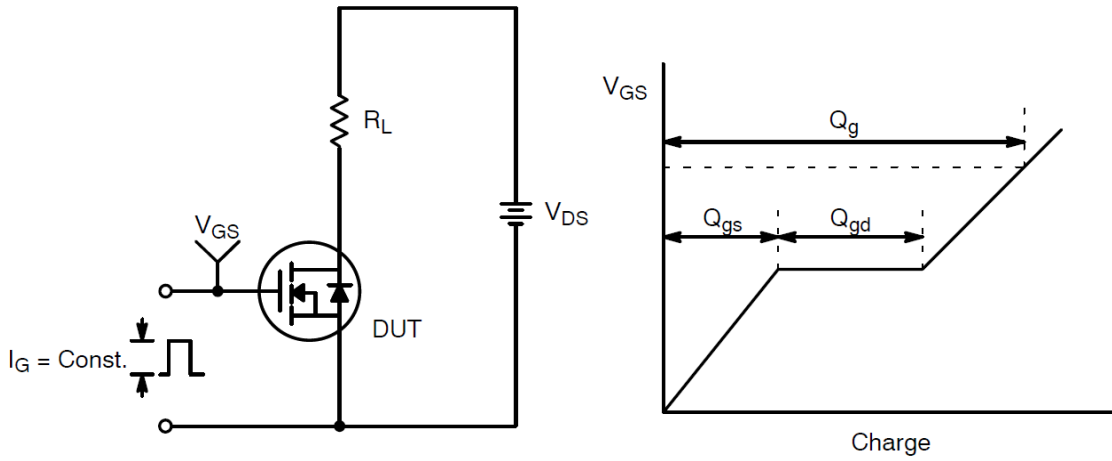 R_L
V_GS
V_DS
DUT
I_G = Const.
V_GS
Q_g
Q_gs
Q_gd
Charge